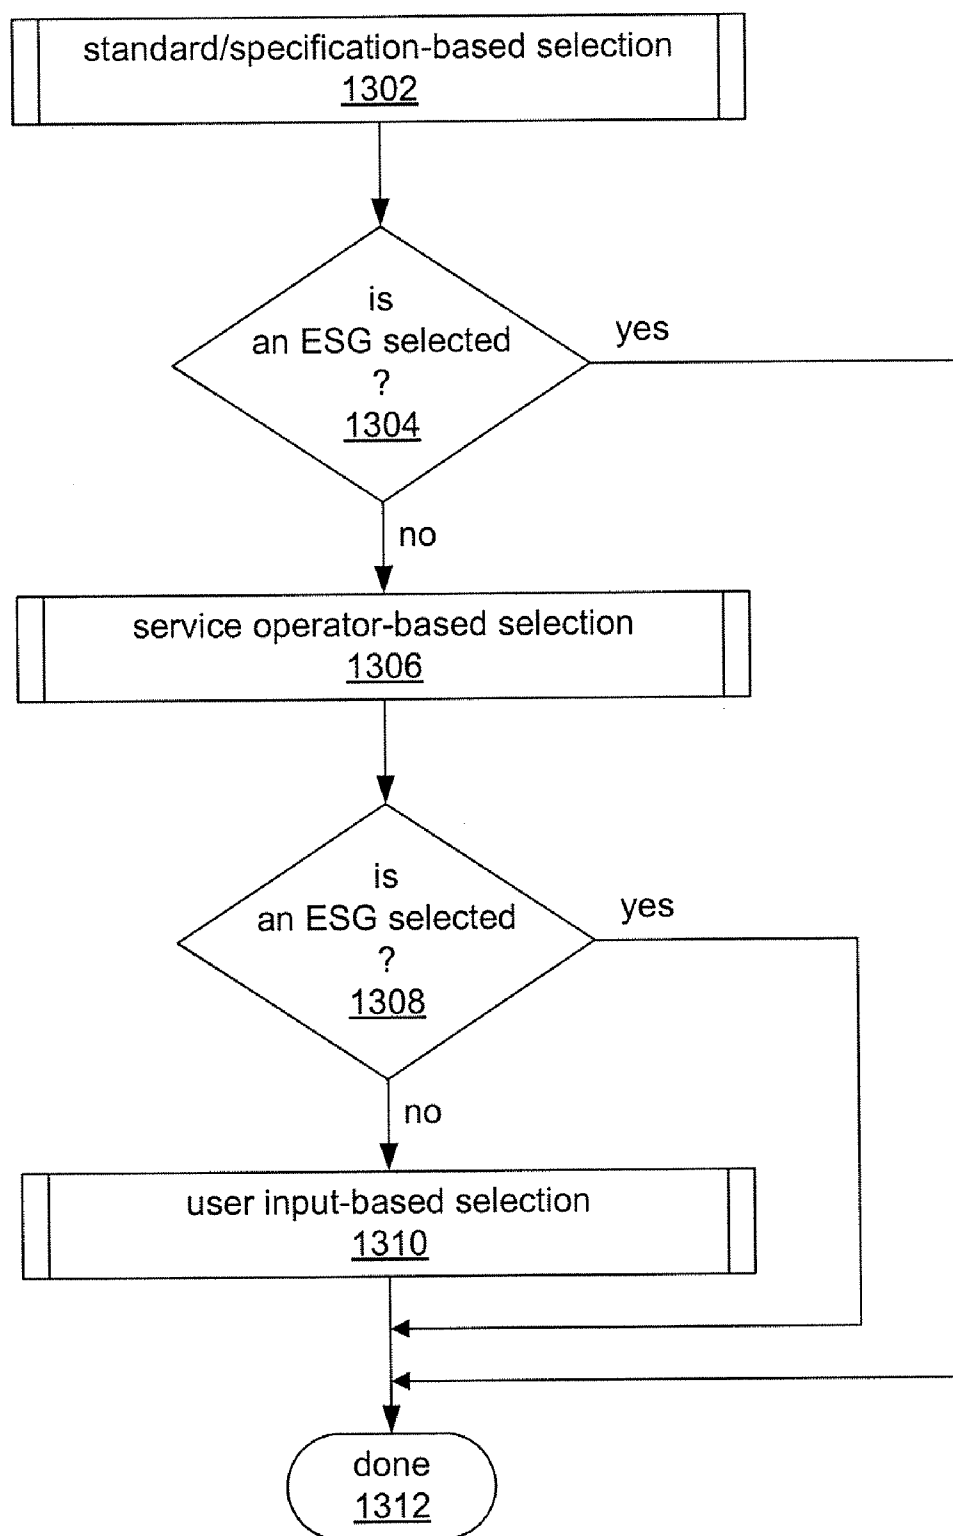 standard/specification-based selection
1302
is
an ESG selected
?
1304
yes
no
service operator-based selection
1306
is
an ESG selected
?
1308
yes
no
user input-based selection
1310
done
1312